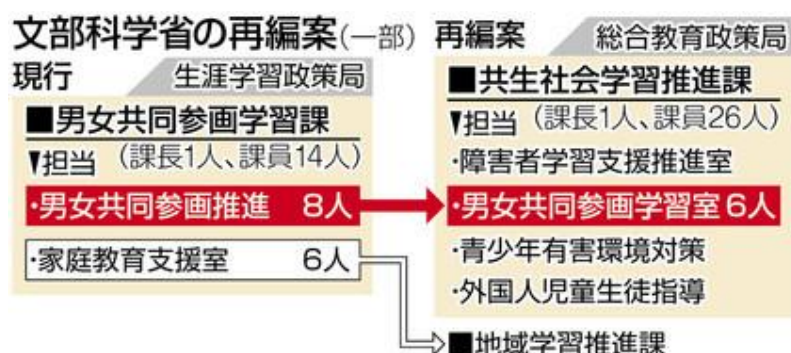 文部科学省の再編案(一部)
現行 生涯学習政策局
■男女共同参画学習課
▼担当 (課長1人、課員14人)
・男女共同参画推進 8人
・家庭教育支援室 6人
再編案 総合教育政策局
■共生社会学習推進課
▼担当 (課長1人、課員26人)
・障害者学習支援推進室
・男女共同参画学習室 6人
・青少年有害環境対策
・外国人児童生徒指導
■地域学習推進課